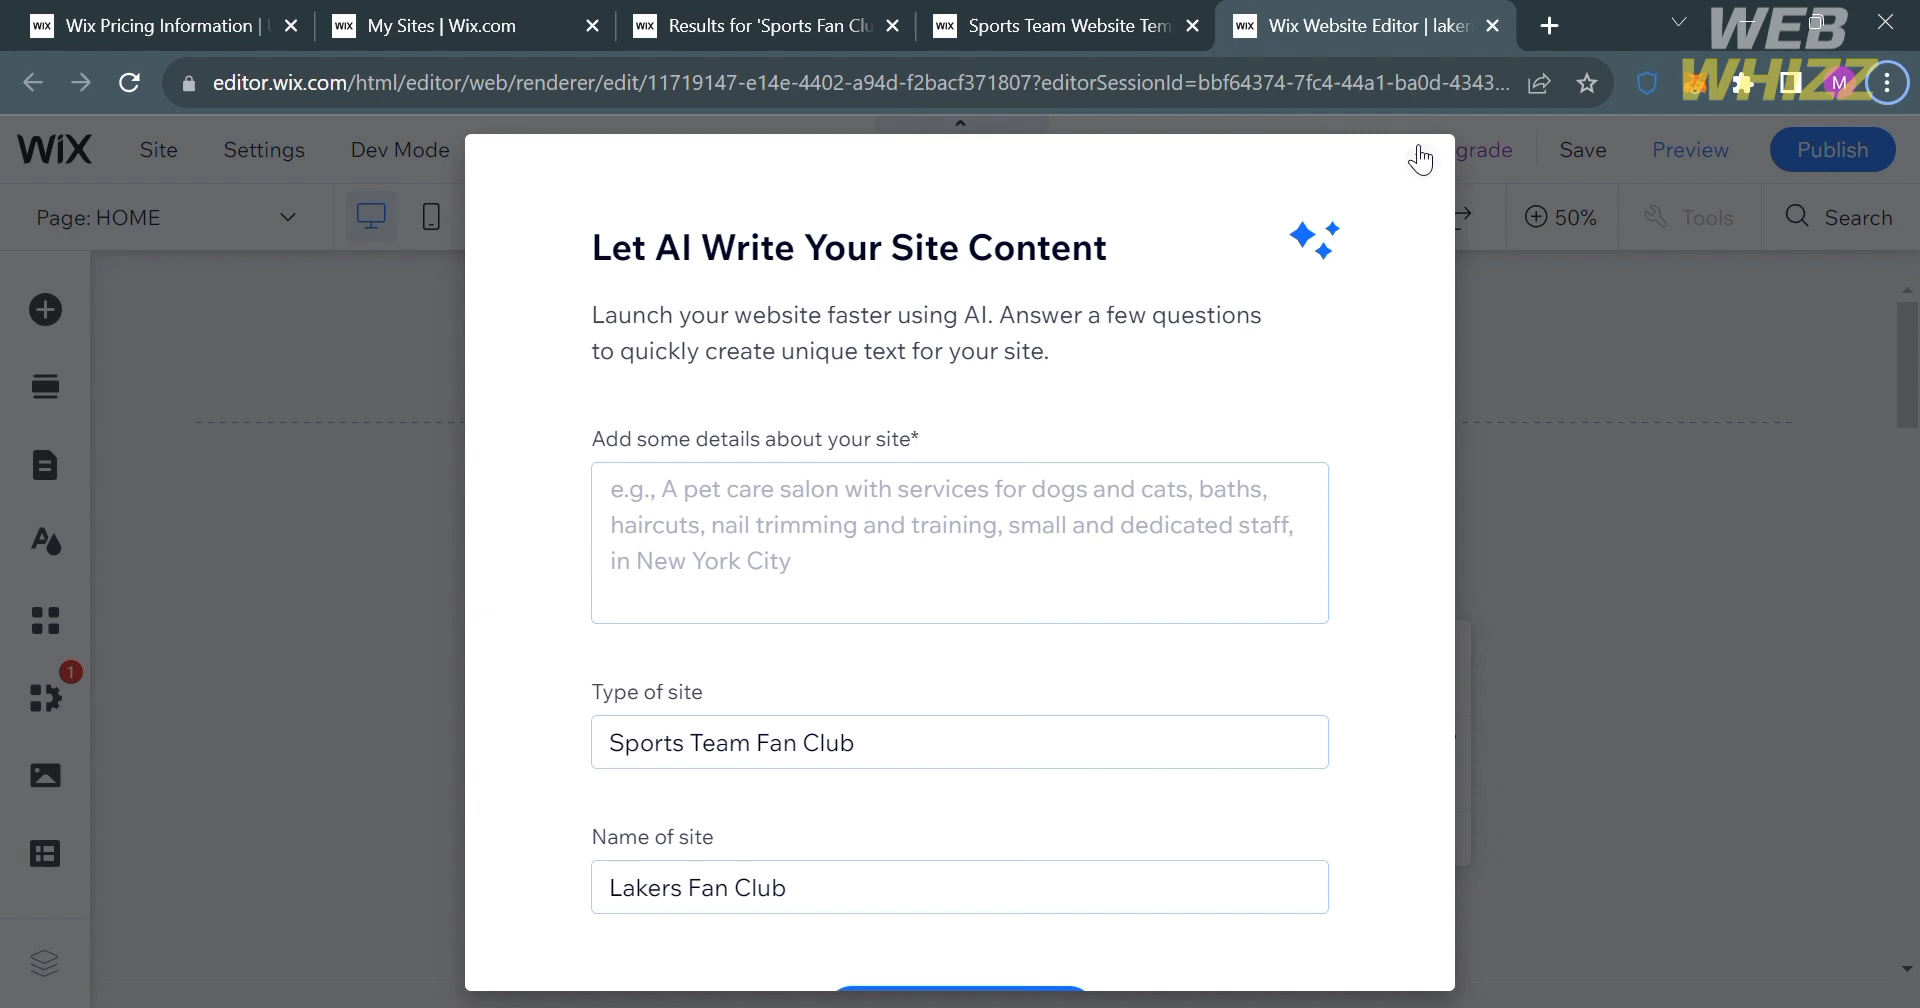 WIX Wix Pricing Information |
WIX My Sites | Wix.com
WIX Results for 'Sports Fan Clu
WIX Sports Team Website Tem
WIX Wix Website Editor | laker
WEB
WHIZZ
editor.wix.com/html/editor/web/renderer/edit/11719147-e14e-4402-a94d-f2bacf371807?editorSessionId=bbf64374-7fc4-44a1-ba0d-4343...
M
WIX Site Settings Dev Mode grade Save Preview Publish
Page: HOME 50% Tools Search
Let AI Write Your Site Content
Launch your website faster using AI. Answer a few questions
to quickly create unique text for your site.
Add some details about your site*
e.g., A pet care salon with services for dogs and cats, baths,
haircuts, nail trimming and training, small and dedicated staff,
in New York City
1
Type of site
Sports Team Fan Club
Name of site
Lakers Fan Club